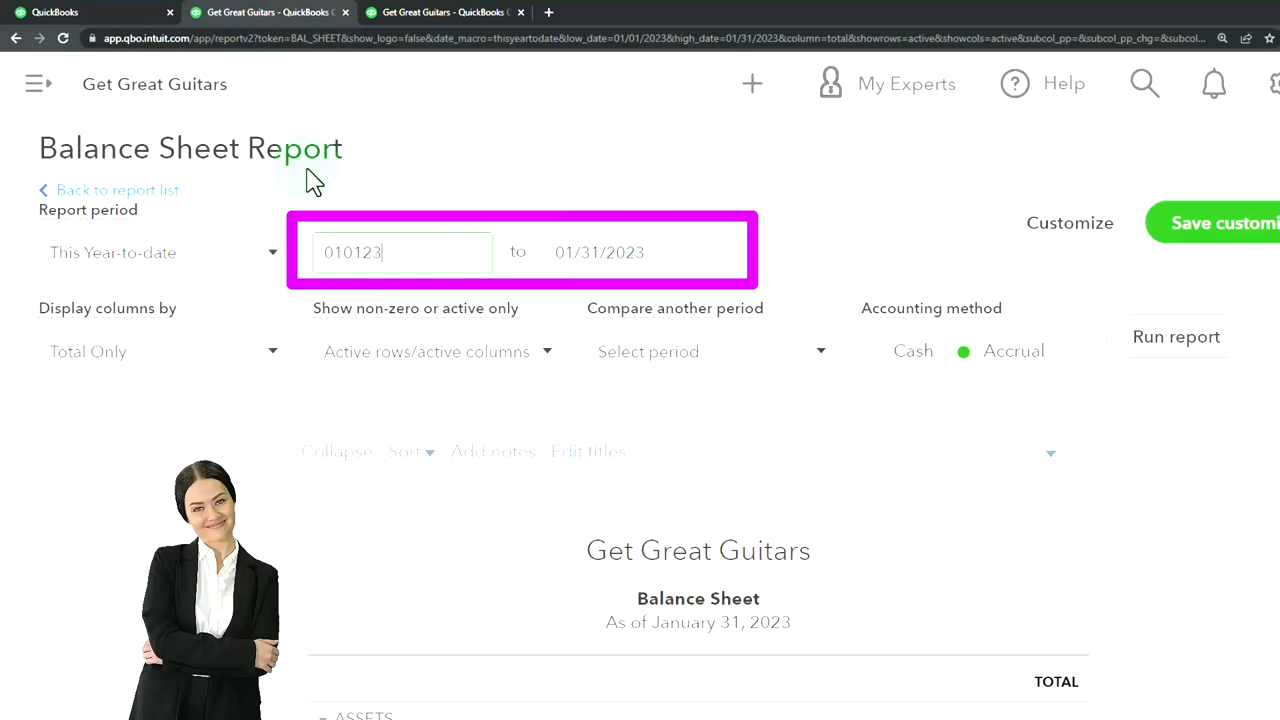 QuickBooks
Get Great Guitars - QuickBooks
Get Great Guitars - QuickBooks
app.qbo.intuit.com/app/reportv2?token=BAL_SHEET&show_logo=false&date_macro=thisyeartodate&low_date=01/01/2023&high_date=01/31/2023&column=total&showrows=active&showcols=active&subcol_pp=&subcol_pp_chg=&subcol...
Get Great Guitars
My Experts
Help
Balance Sheet Report
Back to report list
Report period
This Year-to-date
010123
to
01/31/2023
Customize
Save customi
Display columns by
Show non-zero or active only
Compare another period
Accounting method
Total Only
Active rows/active columns
Select period
Cash
Accrual
Run report
Collapse Sort Add notes Edit titles
Get Great Guitars
Balance Sheet
As of January 31, 2023
TOTAL
ASSETS